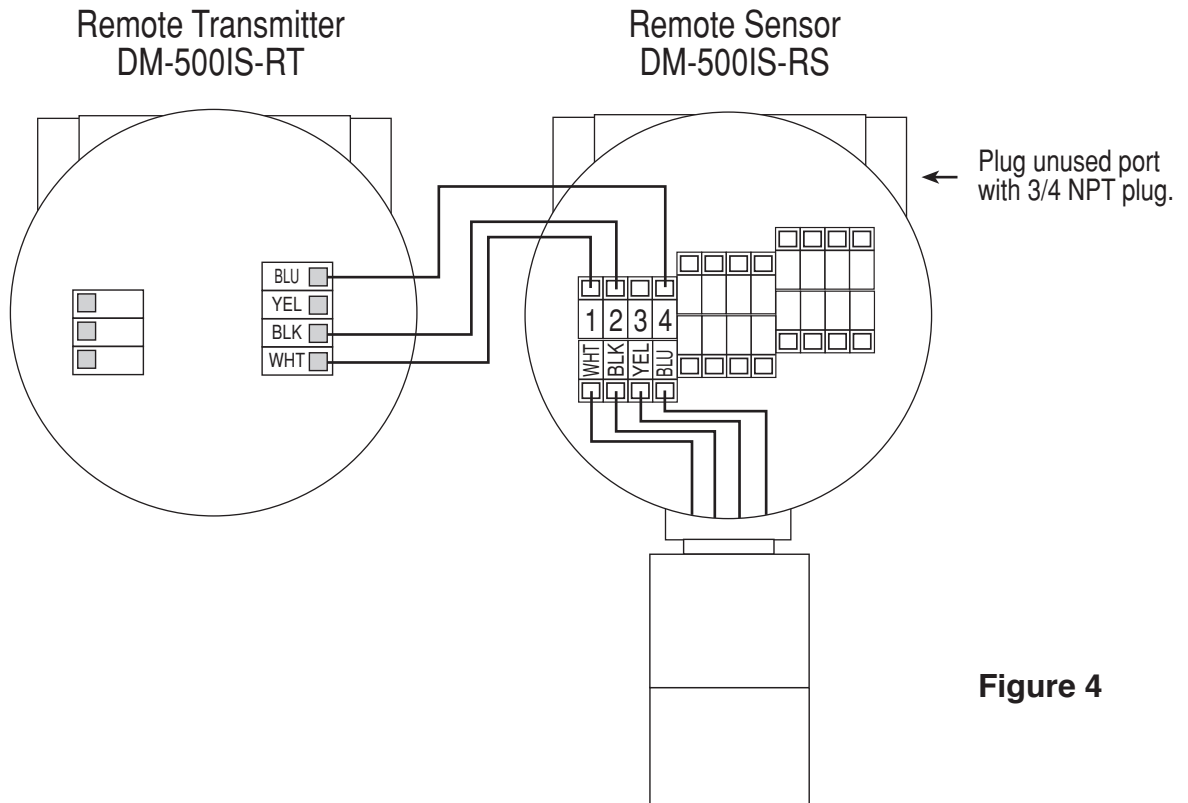 Remote Transmitter
DM-500IS-RT
Remote Sensor
DM-500IS-RS
Plug unused port
with 3/4 NPT plug.
BLU
YEL
BLK
WHT
1 2 3 4
WHT BLK YEL BLU
Figure 4